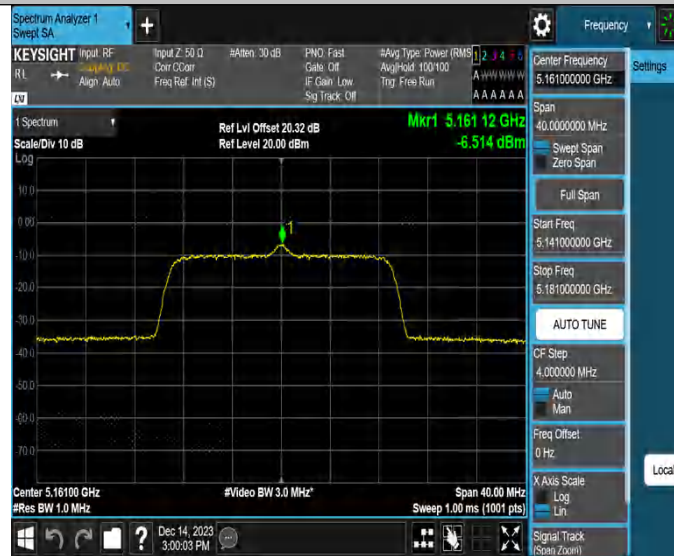 Spectrum Analyzer 1
Swept SA
+
Frequency
KEYSIGHT
RL
Input: RF
Coupling: DC
Align: Auto
Input Z: 50 Ω
Corr CCorr
Freq Ref: Int (S)
#Atten: 30 dB
PNO: Fast
Gate: Off
IF Gain: Low
Sig Track: Off
#Avg Type: Power (RMS
Avg|Hold: 100/100
Trig: Free Run
1 2 3 4 5 6
A W W W W W
A A A A A A
LXI
1 Spectrum
Scale/Div 10 dB
Log
Ref Lvl Offset 20.32 dB
Ref Level 20.00 dBm
Mkr1 5.161 12 GHz
-6.514 dBm
10.0
0.00
-10.0
-20.0
-30.0
-40.0
-50.0
-60.0
-70.0
1
Center 5.16100 GHz
#Res BW 1.0 MHz
#Video BW 3.0 MHz*
Span 40.00 MHz
Sweep 1.00 ms (1001 pts)
Dec 14, 2023
3:00:03 PM
?
Center Frequency
5.161000000 GHz
Span
40.0000000 MHz
Swept Span
Zero Span
Full Span
Start Freq
5.141000000 GHz
Stop Freq
5.181000000 GHz
AUTO TUNE
CF Step
4.000000 MHz
Auto
Man
Freq Offset
0 Hz
X Axis Scale
Log
Lin
Signal Track
(Span Zoom)
Settings
Local